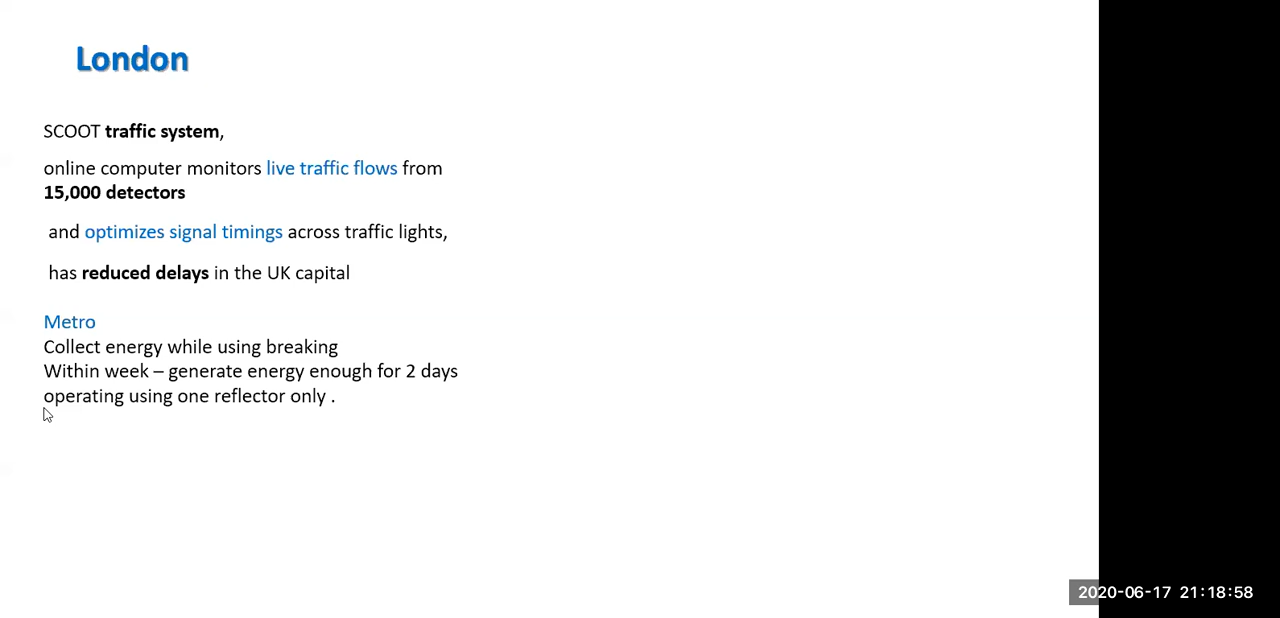 London
SCOOT traffic system,
online computer monitors live traffic flows from
15,000 detectors
and optimizes signal timings across traffic lights,
has reduced delays in the UK capital
Metro
Collect energy while using breaking
Within week – generate energy enough for 2 days
operating using one reflector only .
2020-06-17 21:18:58